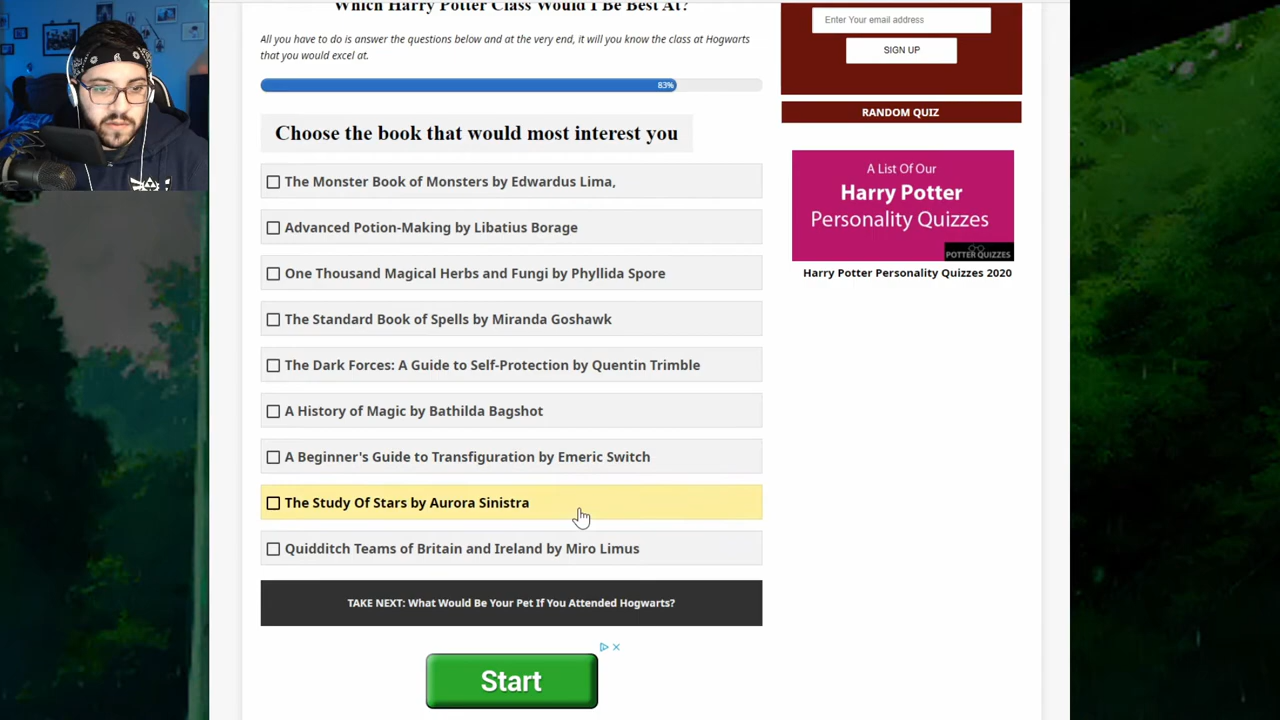 Which Harry Potter Class Would I Be Best At?
All you have to do is answer the questions below and at the very end, it will you know the class at Hogwarts
that you would excel at.
83%
Choose the book that would most interest you
The Monster Book of Monsters by Edwardus Lima,
Advanced Potion-Making by Libatius Borage
One Thousand Magical Herbs and Fungi by Phyllida Spore
The Standard Book of Spells by Miranda Goshawk
The Dark Forces: A Guide to Self-Protection by Quentin Trimble
A History of Magic by Bathilda Bagshot
A Beginner's Guide to Transfiguration by Emeric Switch
The Study Of Stars by Aurora Sinistra
Quidditch Teams of Britain and Ireland by Miro Limus
TAKE NEXT: What Would Be Your Pet If You Attended Hogwarts?
Start
Enter Your email address
SIGN UP
RANDOM QUIZ
A List Of Our
Harry Potter
Personality Quizzes
POTTER QUIZZES
Harry Potter Personality Quizzes 2020